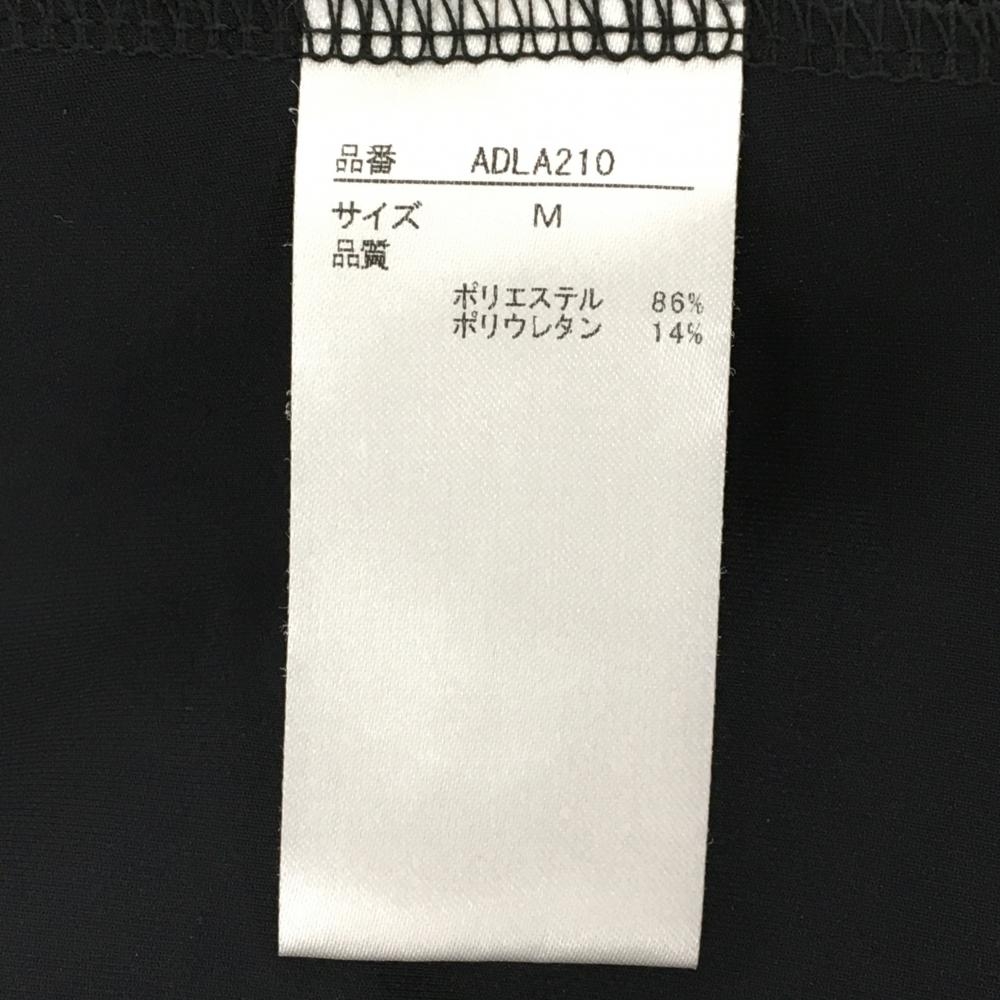 品番 ADLA210
サイズ M
品質
ポリエステル 86%
ポリウレタン 14%